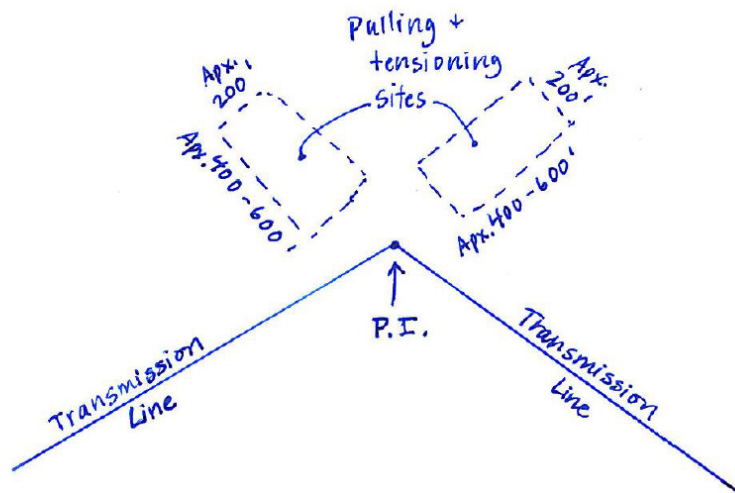 Pulling +
tensioning
sites
Apx.
200'
Apx. 400-600'
Apx.
200'
Apx. 400-600'
P.I.
Transmission
Line
Transmission
Line